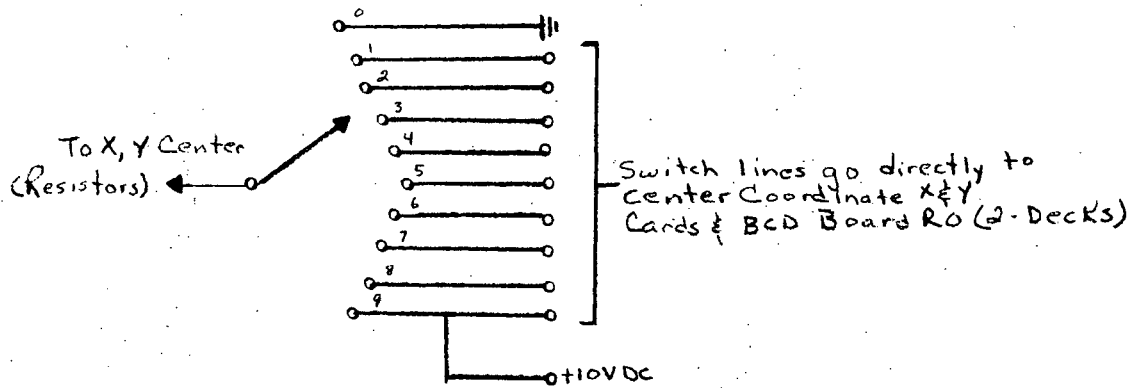 0
1
2
3
4
5
6
7
8
9
To X, Y Center
(Resistors)
Switch lines go directly to
Center Coordinate X & Y
Cards & BCD Board RO (2-Decks)
+10VDC